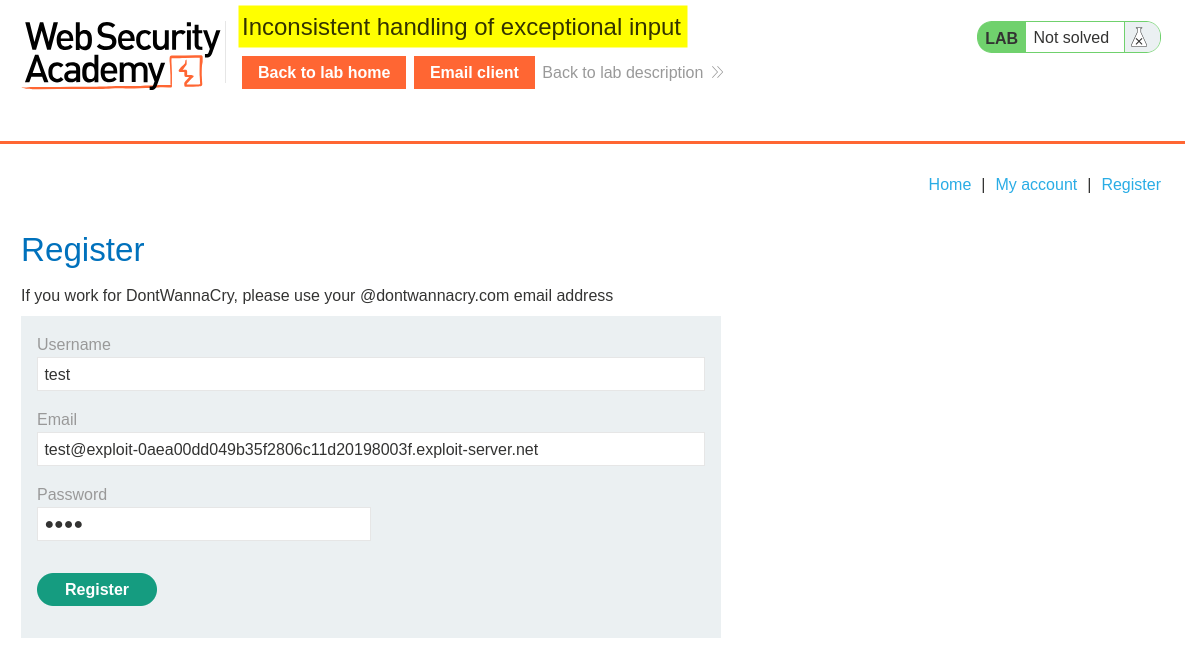 Web Security
Academy
Inconsistent handling of exceptional input
Back to lab home
Email client
Back to lab description
LAB
Not solved
Home | My account | Register
Register
If you work for DontWannaCry, please use your @dontwannacry.com email address
Username
test
Email
test@exploit-0aea00dd049b35f2806c11d20198003f.exploit-server.net
Password
••••
Register